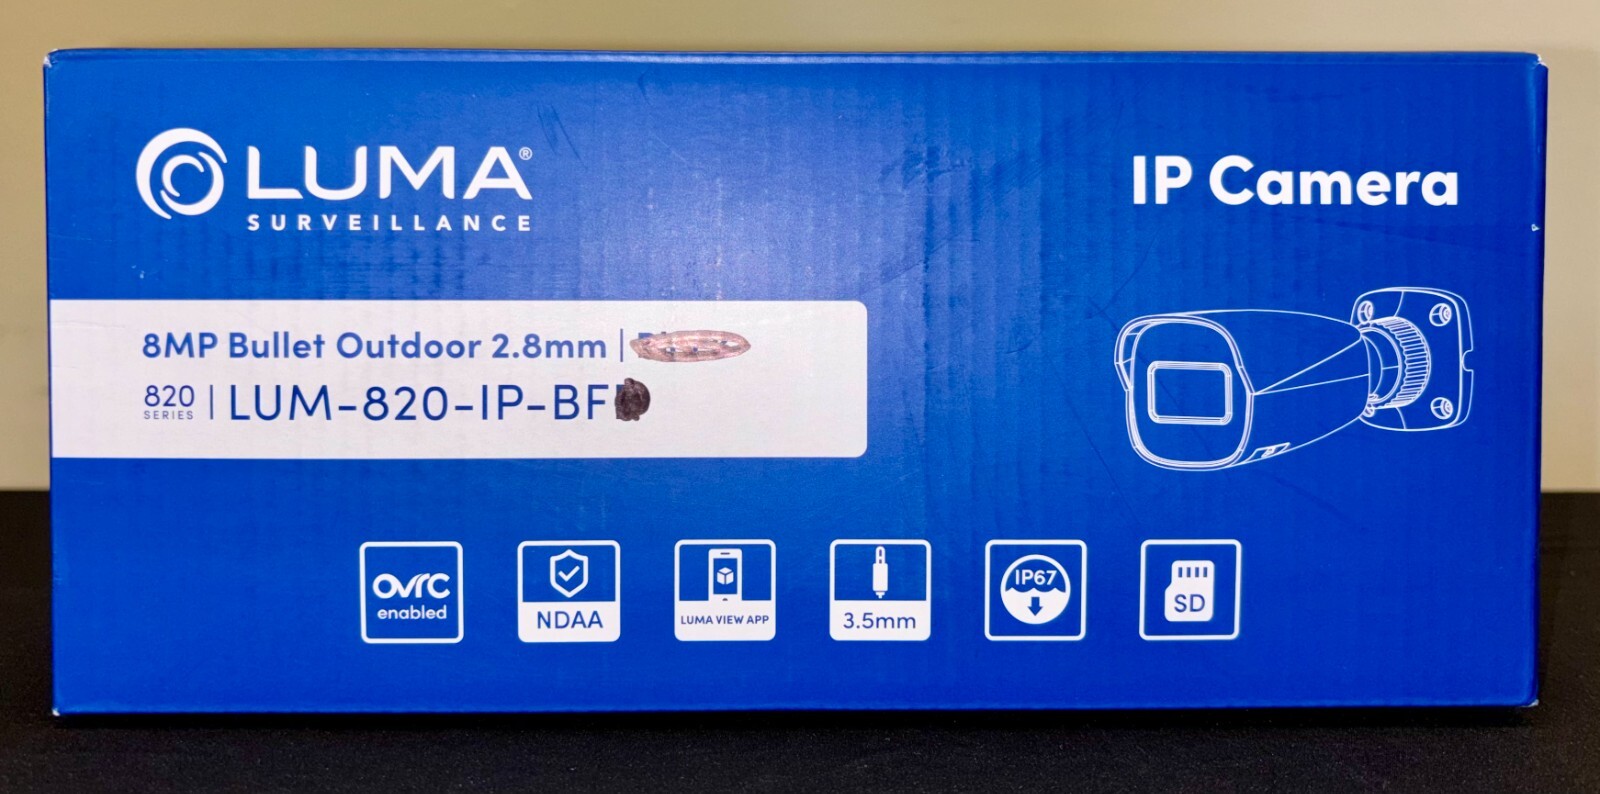 LUMA®
SURVEILLANCE
IP Camera
8MP Bullet Outdoor 2.8mm |
820 SERIES | LUM-820-IP-BF
ovrc
enabled
NDAA
LUMA VIEW APP
3.5mm
IP67
SD